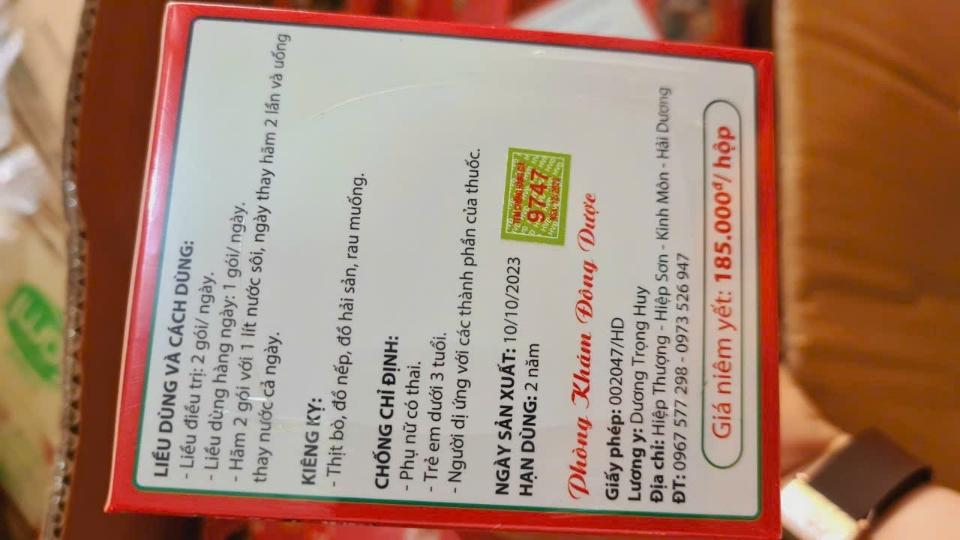 LIỀU DÙNG VÀ CÁCH DÙNG:
- Liều điều trị: 2 gói/ ngày.
- Liều dùng hàng ngày: 1 gói/ ngày.
- Hãm 2 gói với 1 lít nước sôi, ngày thay hãm 2 lần và uống
thay nước cả ngày.
KIÊNG KỴ:
- Thịt bò, đồ nếp, đồ hải sản, rau muống.
CHỐNG CHỈ ĐỊNH:
- Phụ nữ có thai.
- Trẻ em dưới 3 tuổi.
- Người dị ứng với các thành phần của thuốc.
NGÀY SẢN XUẤT: 10/10/2023
HẠN DÙNG: 2 năm
9747
Phòng Khám Đông Dược
Giấy phép: 002047/HD
Lương y: Dương Trọng Huy
Địa chỉ: Hiệp Thượng - Hiệp Sơn - Kinh Môn - Hải Dương
ĐT: 0967 577 298 - 0973 526 947
Giá niêm yết: 185.000đ/ hộp